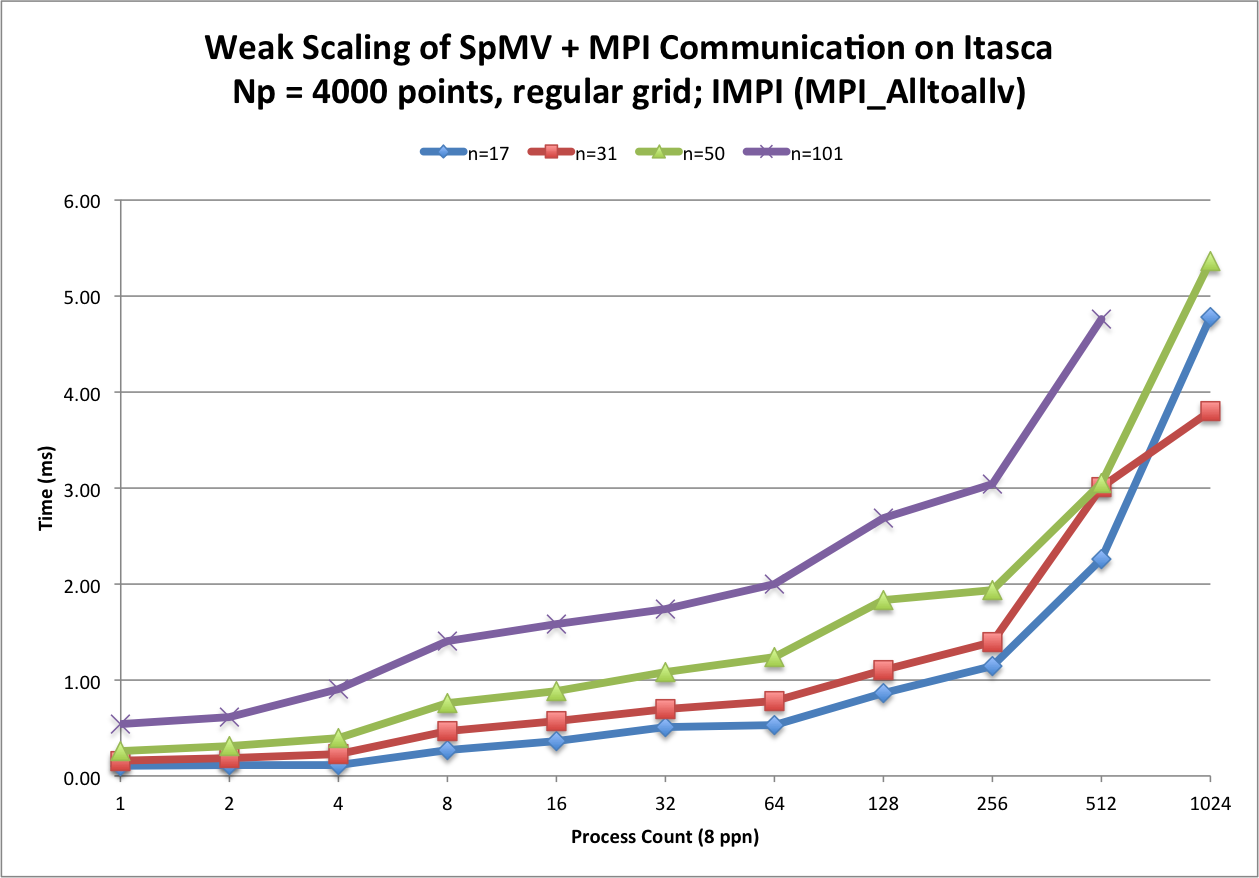 Weak Scaling of SpMV + MPI Communication on Itasca
Np = 4000 points, regular grid; IMPI (MPI_Alltoallv)
n=17 n=31 n=50 n=101
6.00
5.00
4.00
3.00
2.00
1.00
0.00
Time (ms)
1 2 4 8 16 32 64 128 256 512 1024
Process Count (8 ppn)